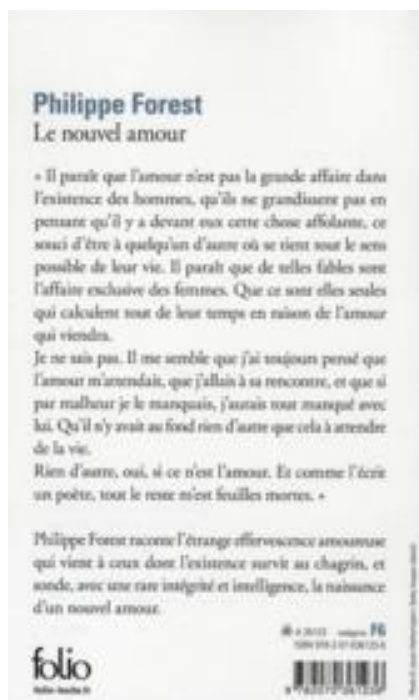 Philippe Forest
Le nouvel amour
« Il paraît que l'amour n'est pas la grande affaire dans
l'existence des hommes, qu'ils ne grandissent pas en
pensant qu'il y a devant eux cette chose affolante, ce
souci d'être à quelqu'un d'autre où se tient tout le sens
possible de leur vie. Il paraît que de telles fables sont
l'affaire exclusive des femmes. Que ce sont elles seules
qui calculent tout de leur temps en raison de l'amour
qui viendra.
Je ne sais pas. Il me semble que j'ai toujours pensé que
l'amour m'attendait, que j'allais à sa rencontre, et que si
par malheur je le manquais, j'aurais tout manqué avec
lui. Qu'il n'y avait au fond rien d'autre que cela à attendre
de la vie.
Rien d'autre, oui, si ce n'est l'amour. Et comme l'écrit
un poète, tout le reste m'est feuilles mortes. »
Philippe Forest raconte l'étrange effervescence amoureuse
qui vient à ceux dont l'existence survit au chagrin, et
sonde, avec une rare intégrité et intelligence, la naissance
d'un nouvel amour.
F6
folio